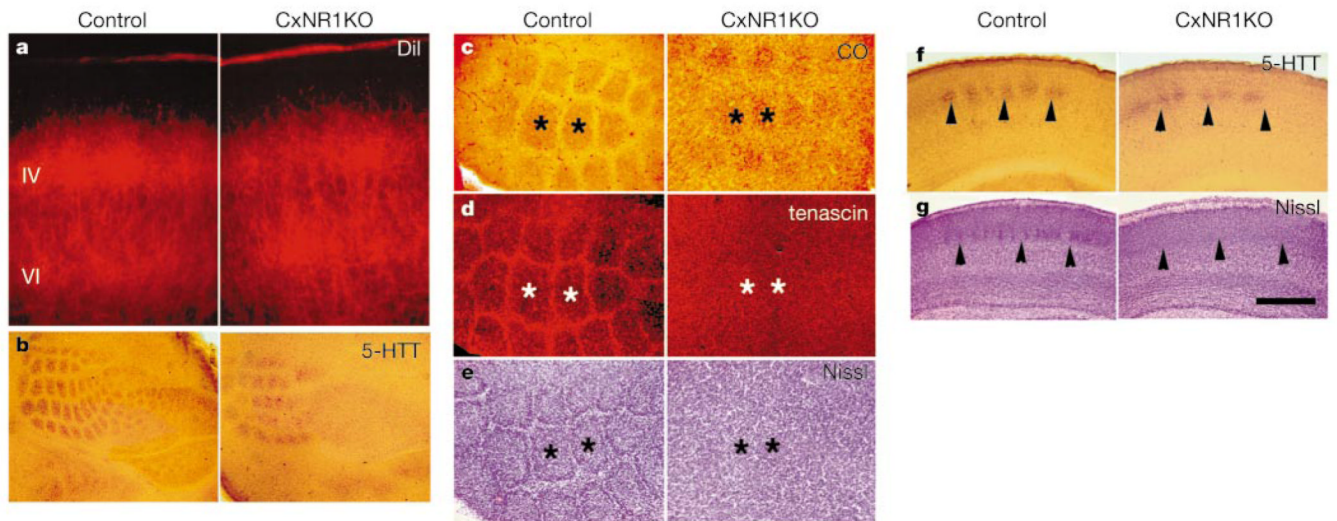 Control
CxNR1KO
a
DiI
IV
VI
b
5-HTT
Control
CxNR1KO
c
CO
* *
* *
d
tenascin
* *
* *
e
Nissl
* *
* *
Control
CxNR1KO
f
5-HTT
g
Nissl